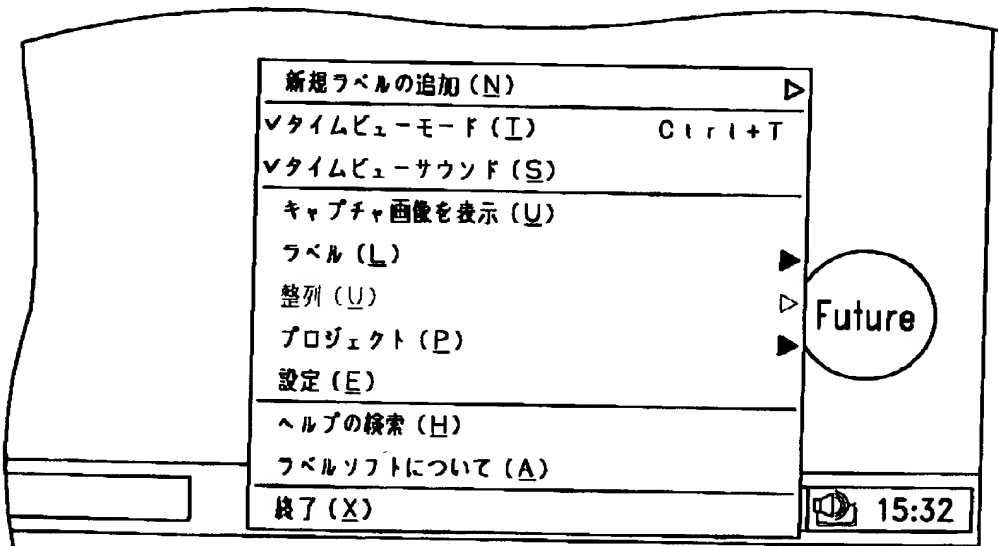 新規ラベルの追加 (N)
タイムビューモード (T) Ctrl+T
タイムビューサウンド (S)
キャプチャ画像を表示 (U)
ラベル (L)
整列 (U)
プロジェクト (P)
設定 (E)
ヘルプの検索 (H)
ラベルソフトについて (A)
終了 (X)
Future
15:32